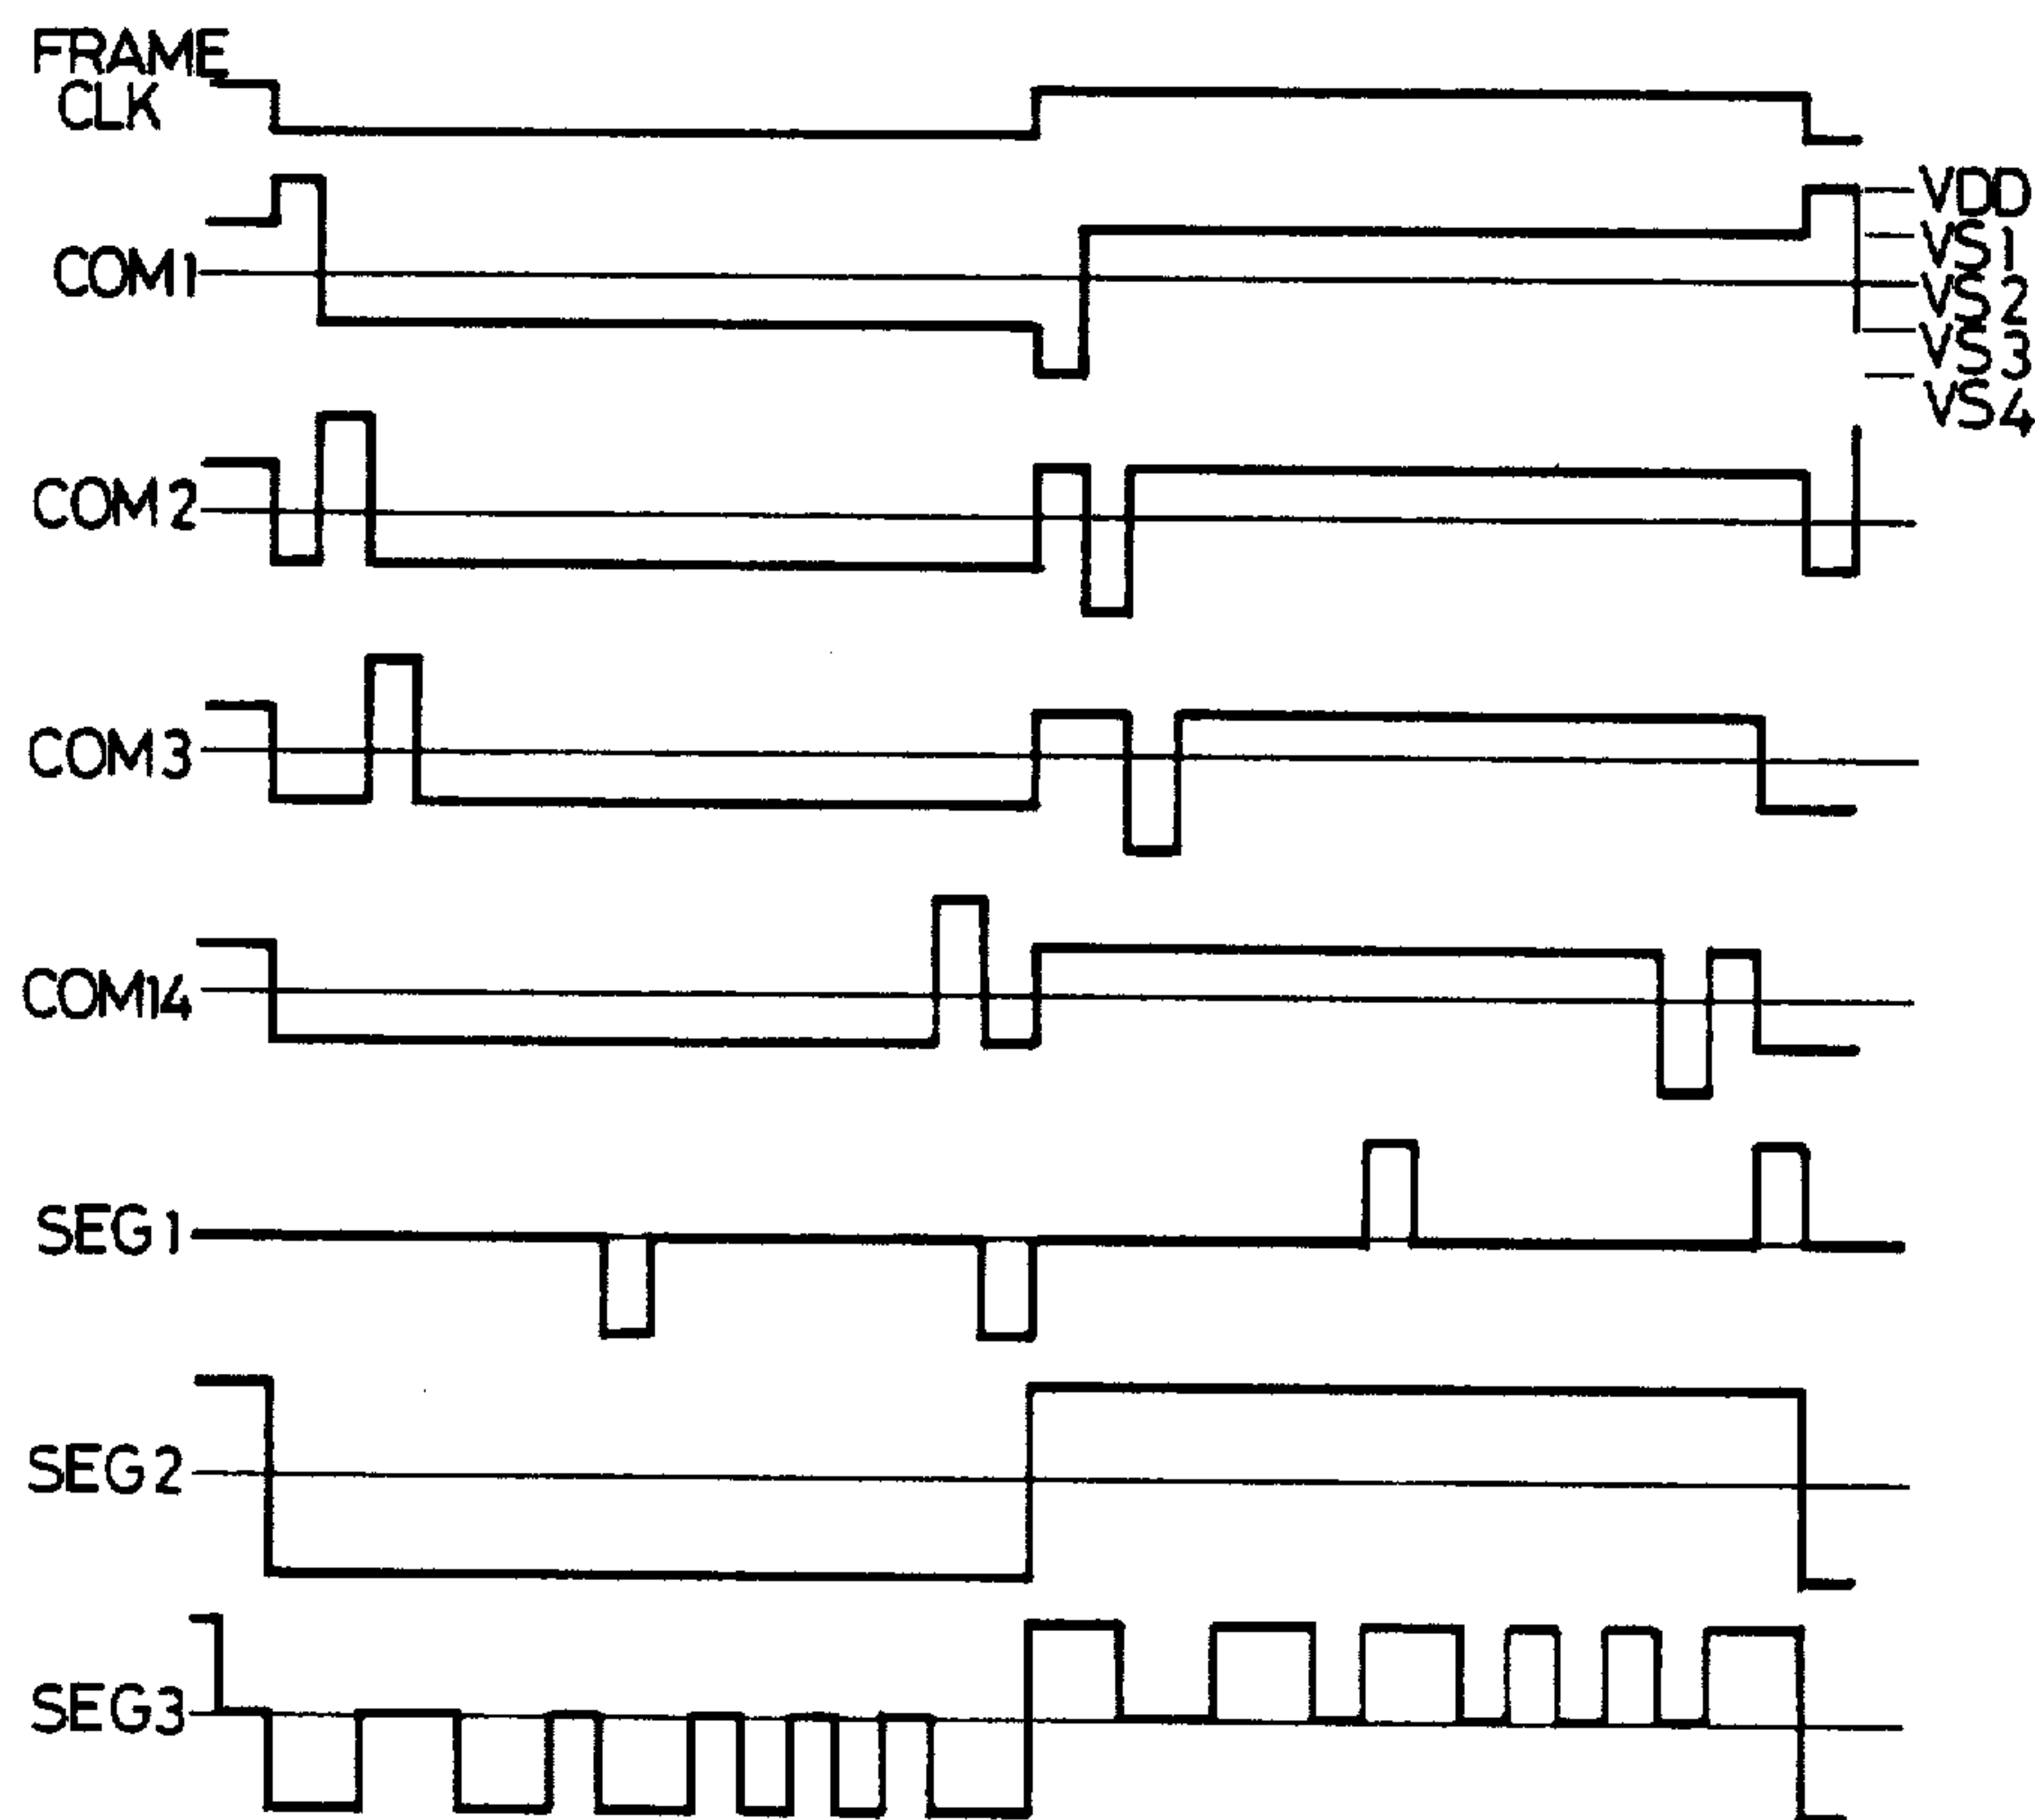 FRAME
CLK
VDD
VS1
COM1
VS2
VS3
VS4
COM2
COM3
COM14
SEG1
SEG2
SEG3